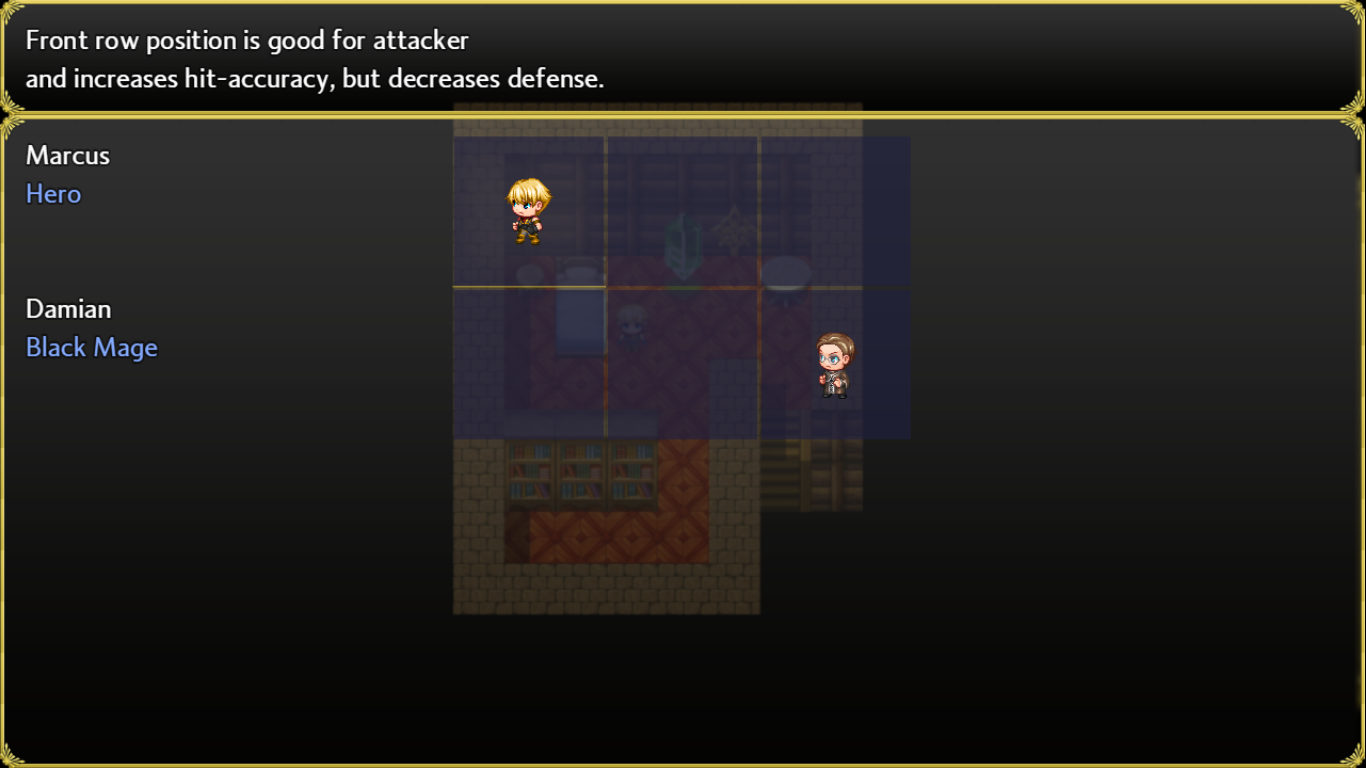 Front row position is good for attacker
and increases hit-accuracy, but decreases defense.
Marcus
Hero
Damian
Black Mage